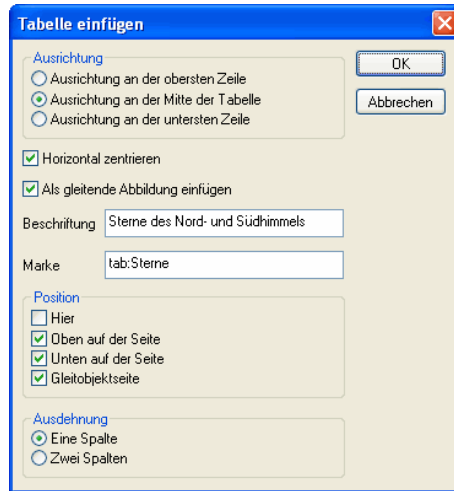 Tabelle einfügen
Ausrichtung
Ausrichtung an der obersten Zeile
Ausrichtung an der Mitte der Tabelle
Ausrichtung an der untersten Zeile
OK
Abbrechen
Horizontal zentrieren
Als gleitende Abbildung einfügen
Beschriftung Sterne des Nord- und Südhimmels
Marke tab:Sterne
Position
Hier
Oben auf der Seite
Unten auf der Seite
Gleitobjektseite
Ausdehnung
Eine Spalte
Zwei Spalten